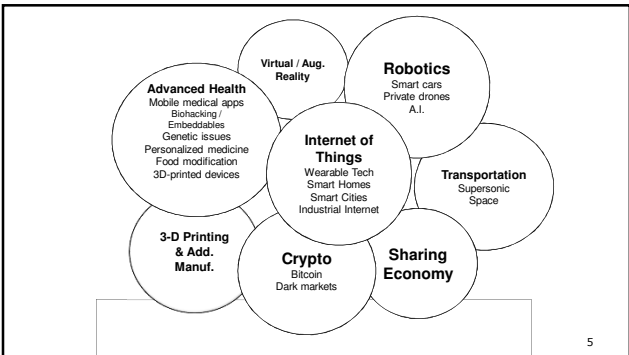 Virtual / Aug.
Reality
Robotics
Smart cars
Private drones
A.I.
Advanced Health
Mobile medical apps
Biohacking /
Embeddables
Genetic issues
Personalized medicine
Food modification
3D-printed devices
Internet of
Things
Wearable Tech
Smart Homes
Smart Cities
Industrial Internet
Transportation
Supersonic
Space
3-D Printing
& Add.
Manuf.
Crypto
Bitcoin
Dark markets
Sharing
Economy
5